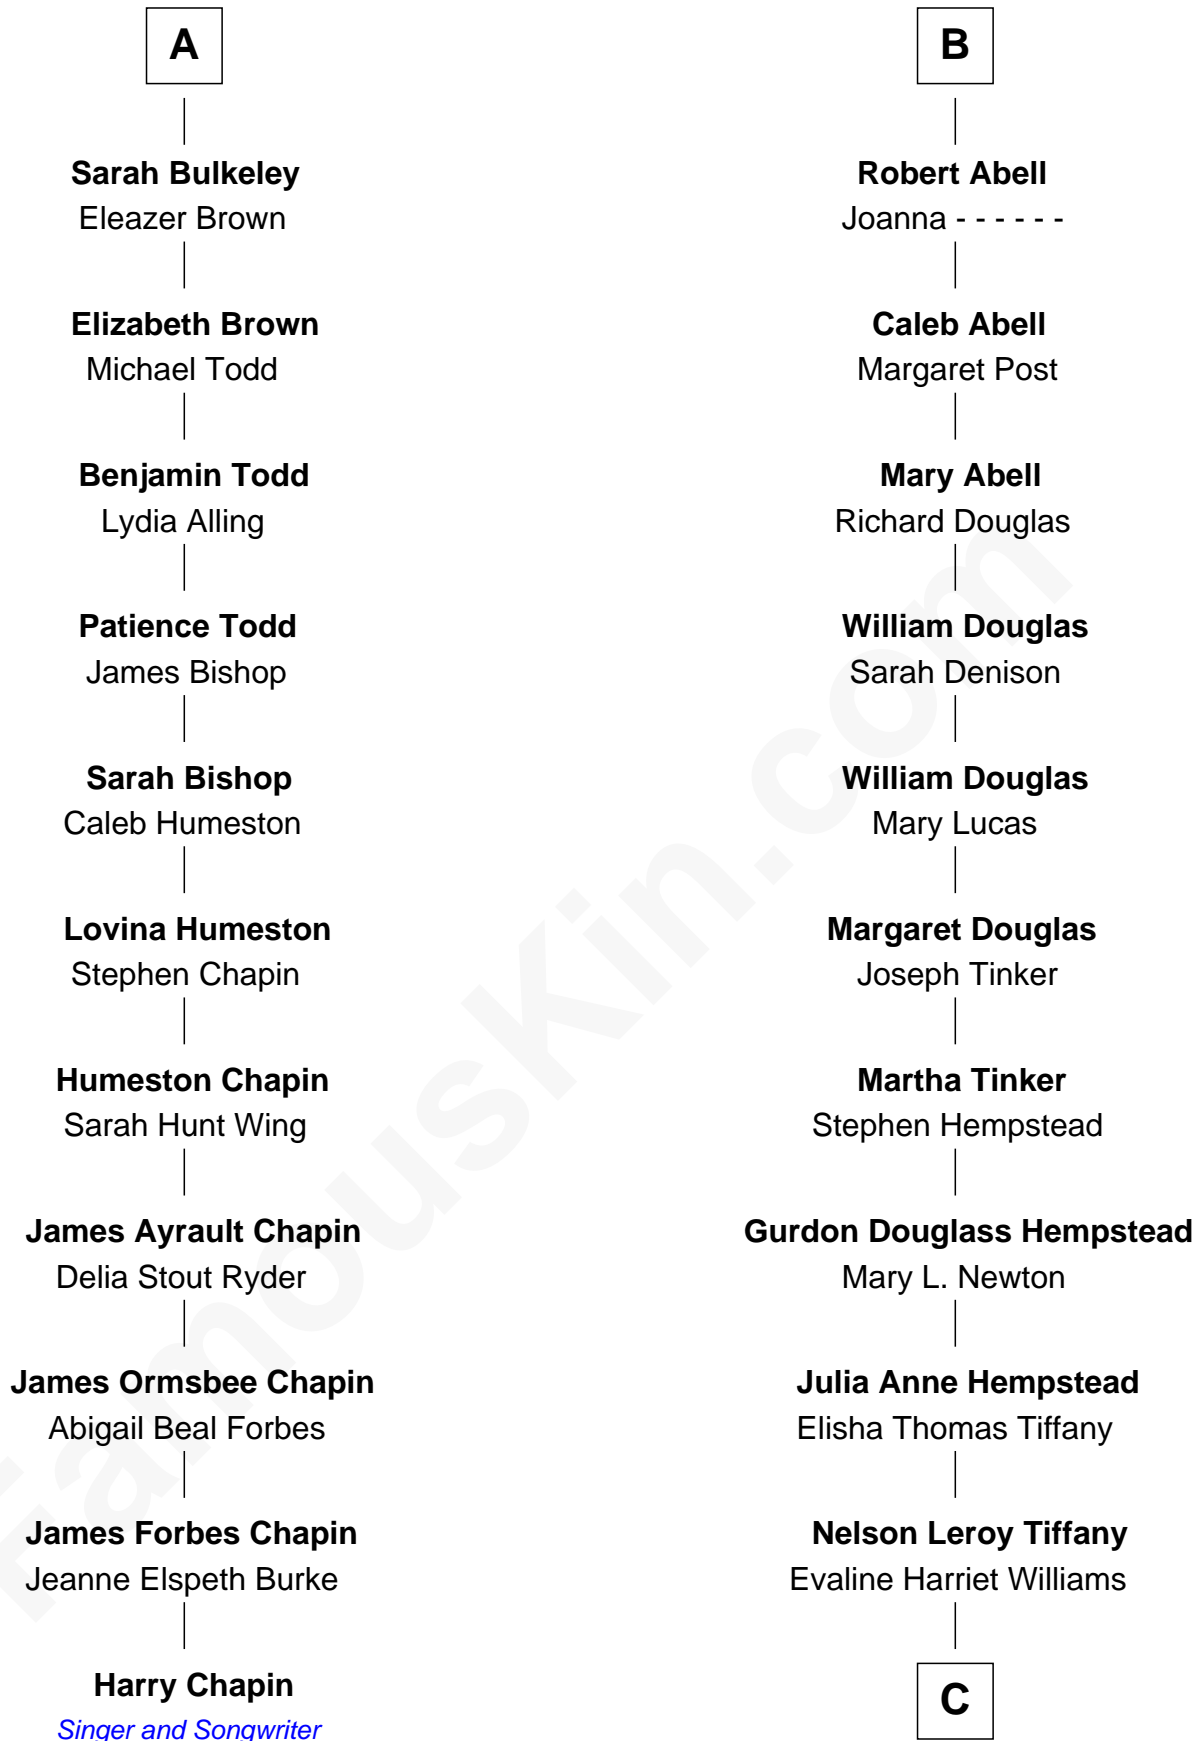 A
Sarah Bulkeley
Eleazer Brown
Elizabeth Brown
Michael Todd
Benjamin Todd
Lydia Alling
Patience Todd
James Bishop
Sarah Bishop
Caleb Humeston
Lovina Humeston
Stephen Chapin
Humeston Chapin
Sarah Hunt Wing
James Ayrault Chapin
Delia Stout Ryder
James Ormsbee Chapin
Abigail Beal Forbes
James Forbes Chapin
Jeanne Elspeth Burke
Harry Chapin
Singer and Songwriter
B
Robert Abell
Joanna - - - - - -
Caleb Abell
Margaret Post
Mary Abell
Richard Douglas
William Douglas
Sarah Denison
William Douglas
Mary Lucas
Margaret Douglas
Joseph Tinker
Martha Tinker
Stephen Hempstead
Gurdon Douglass Hempstead
Mary L. Newton
Julia Anne Hempstead
Elisha Thomas Tiffany
Nelson Leroy Tiffany
Evaline Harriet Williams
C
FamousKin.com